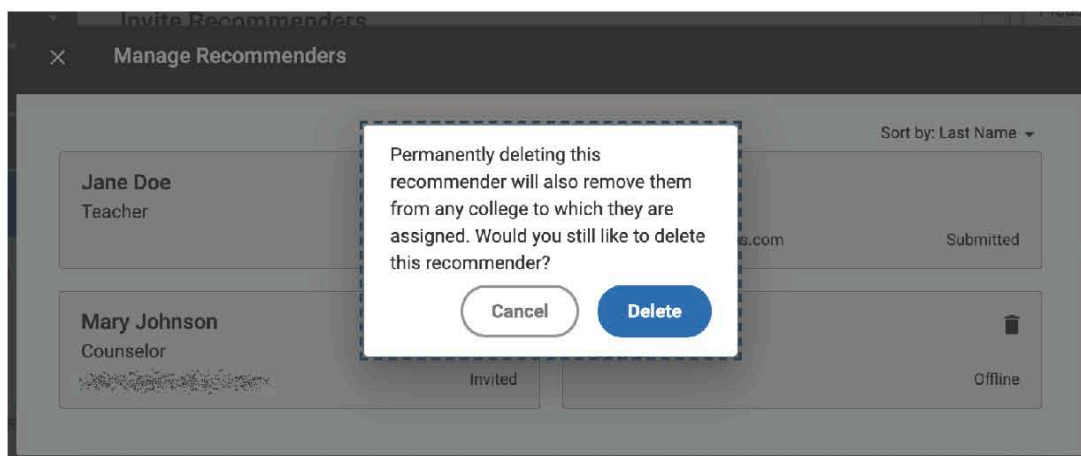 Invite Recommenders
Manage Recommenders
Sort by: Last Name
Jane Doe
Teacher
s.com
Submitted
Permanently deleting this
recommender will also remove them
from any college to which they are
assigned. Would you still like to delete
this recommender?
Cancel
Delete
Mary Johnson
Counselor
Invited
Offline